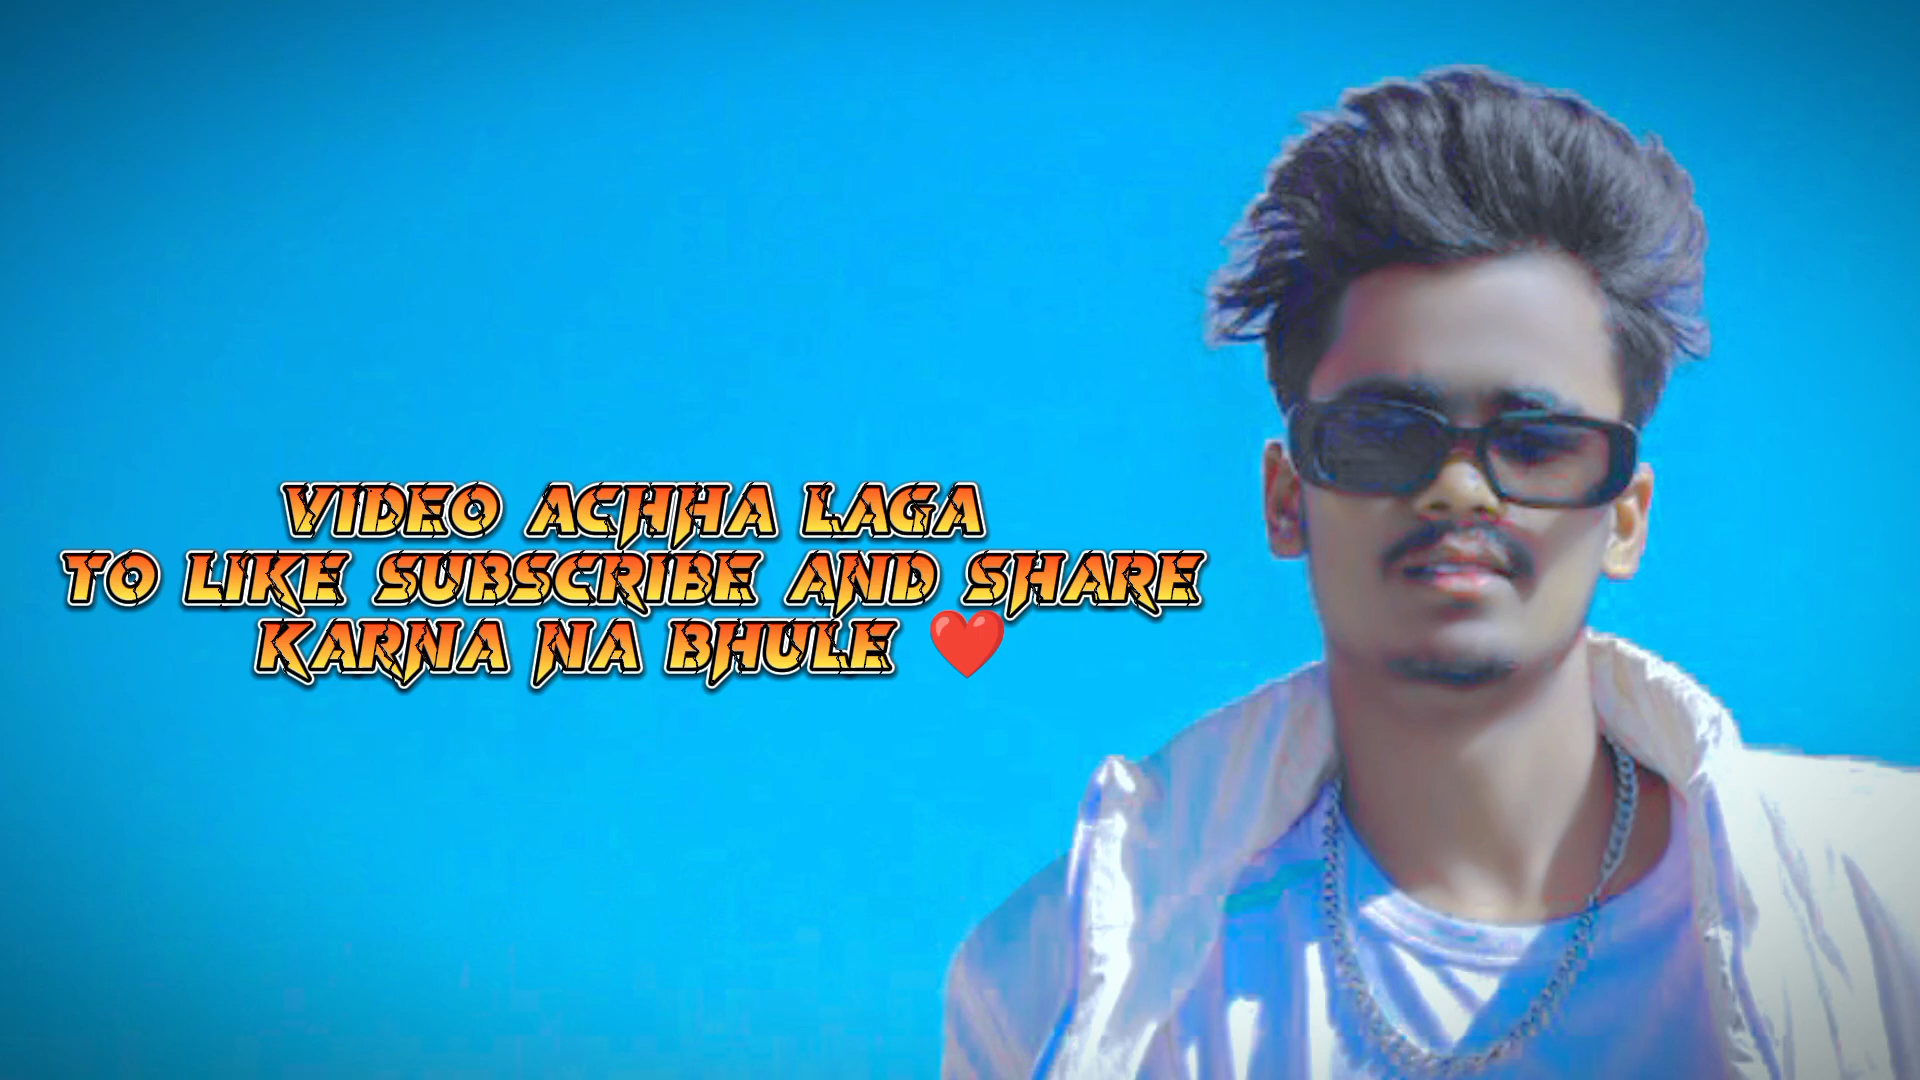 VIDEO ACHHA LAGA
TO LIKE SUBSCRIBE AND SHARE
KARNA NA BHULE ❤️